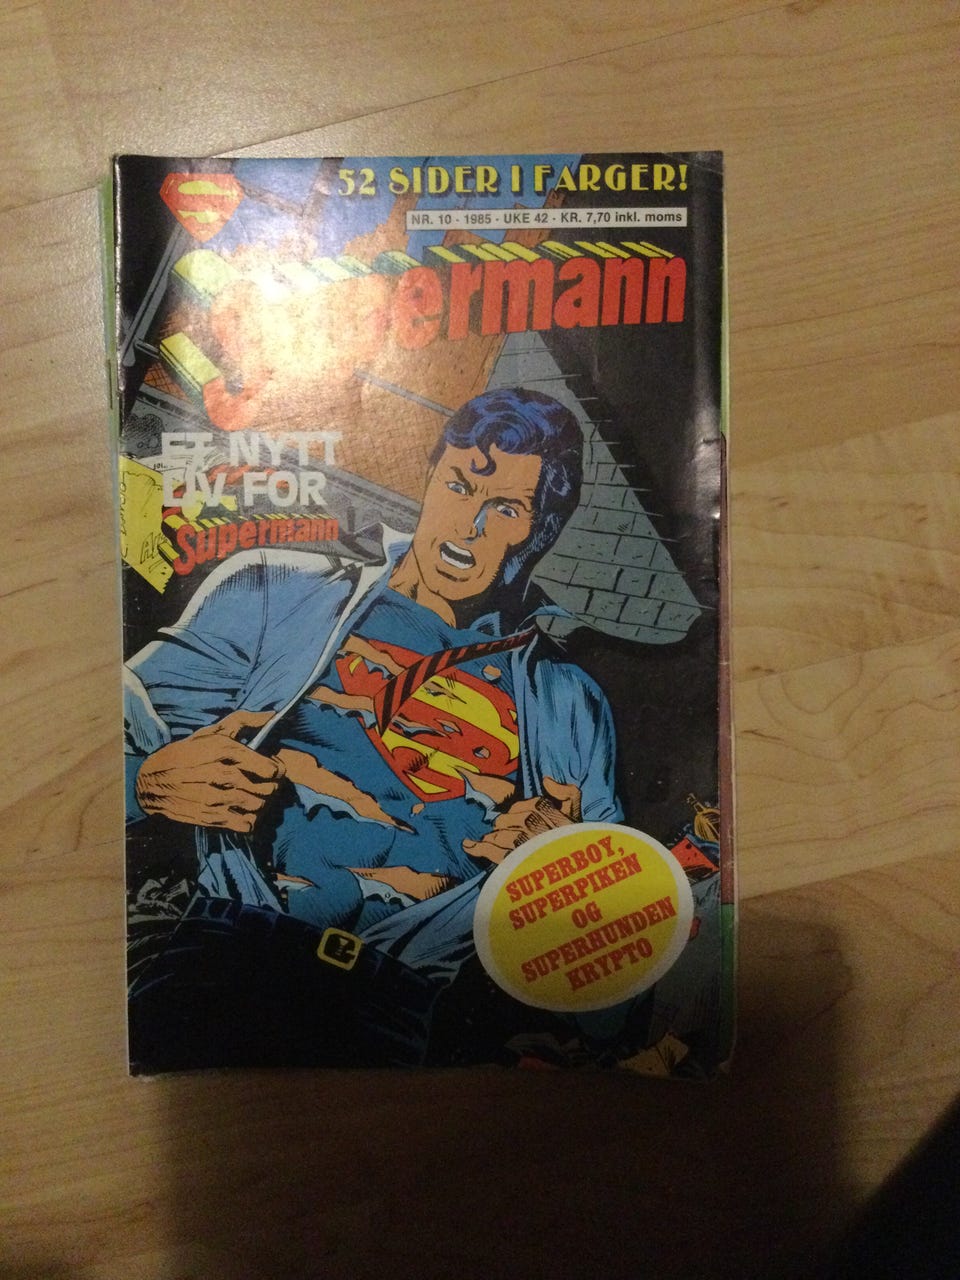 52 SIDER I FARGER!
NR. 10 - 1985 - UKE 42 - KR. 7,70 inkl. moms
Supermann
ET NYTT
LIV FOR
Supermann
SUPERBOY,
SUPERPIKEN
OG
SUPERHUNDEN
KRYPTO